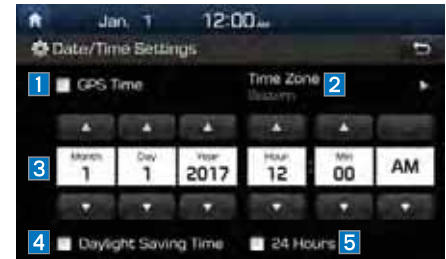 Jan. 1 12:00
Date/Time Settings
1 GPS Time Time Zone 2
Eastern
Month Day Year Hour Min
1 1 2017 12 : 00 AM
3
4 Daylight Saving Time 24 Hours 5